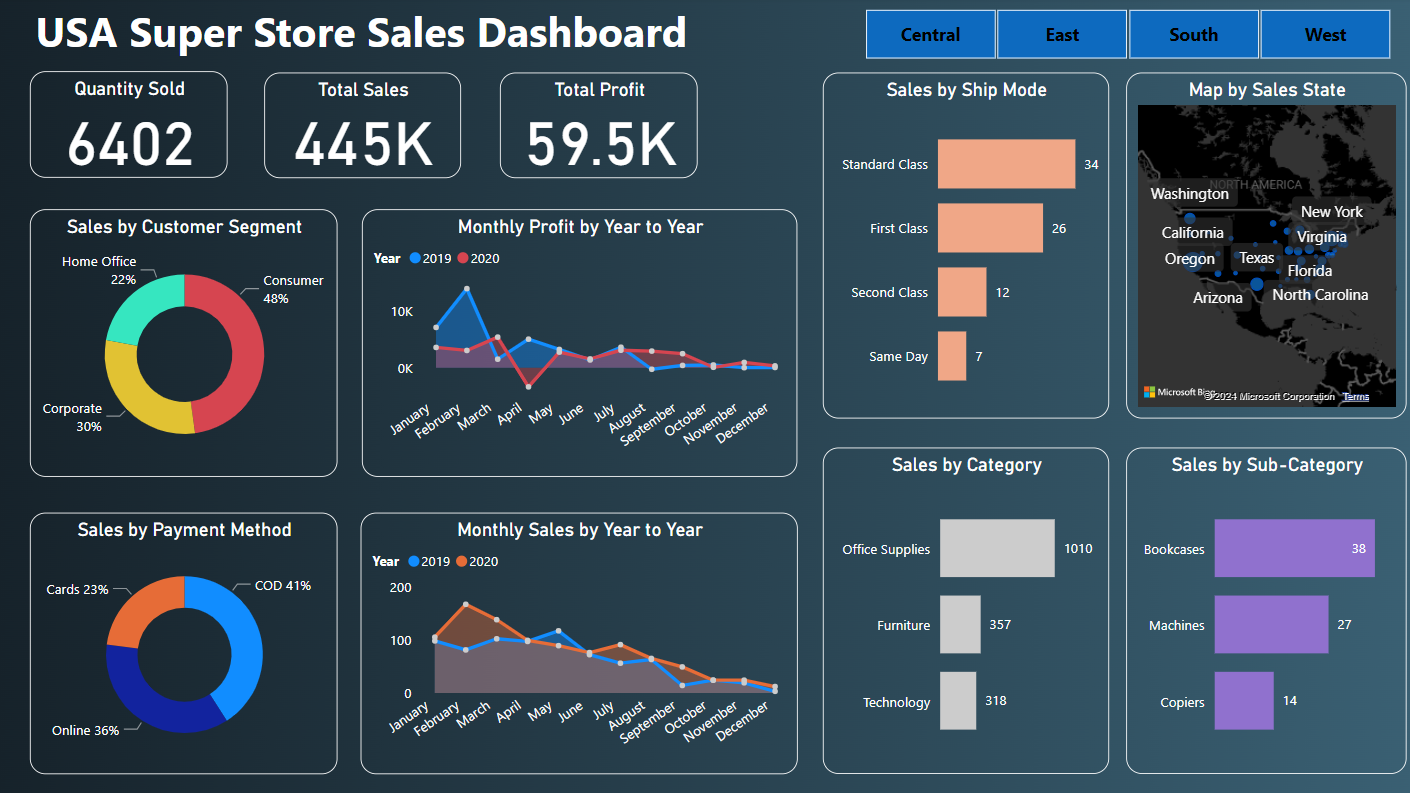 USA Super Store Sales Dashboard
Central
East
South
West
Quantity Sold
6402
Total Sales
445K
Total Profit
59.5K
Sales by Customer Segment
Home Office
22%
Consumer
48%
Corporate
30%
Monthly Profit by Year to Year
Year 2019 2020
10K
0K
January
February
March
April
May
June
July
August
September
October
November
December
Sales by Ship Mode
Standard Class 34
First Class 26
Second Class 12
Same Day 7
Map by Sales State
NORTH AMERICA
Washington
New York
California
Virginia
Oregon
Texas
Florida
Arizona
North Carolina
Microsoft Bing
©2024 Microsoft Corporation Terms
Sales by Payment Method
Cards 23%
COD 41%
Online 36%
Monthly Sales by Year to Year
Year 2019 2020
200
100
0
January
February
March
April
May
June
July
August
September
October
November
December
Sales by Category
Office Supplies 1010
Furniture 357
Technology 318
Sales by Sub-Category
Bookcases 38
Machines 27
Copiers 14